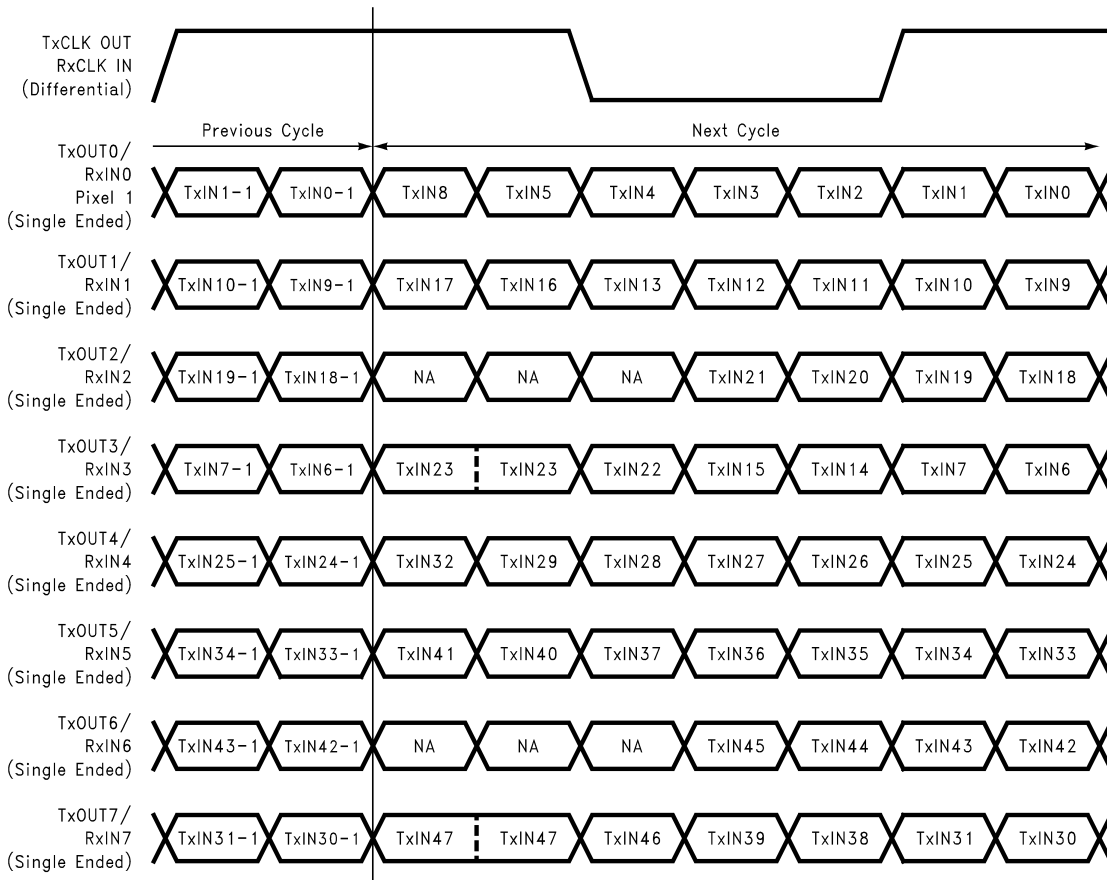 TxCLK OUT
RxCLK IN
(Differential)
Previous Cycle
Next Cycle
TxOUT0/
RxIN0
Pixel 1
(Single Ended)
TxIN1-1 TxIN0-1 TxIN8 TxIN5 TxIN4 TxIN3 TxIN2 TxIN1 TxIN0
TxOUT1/
RxIN1
(Single Ended)
TxIN10-1 TxIN9-1 TxIN17 TxIN16 TxIN13 TxIN12 TxIN11 TxIN10 TxIN9
TxOUT2/
RxIN2
(Single Ended)
TxIN19-1 TxIN18-1 NA NA NA TxIN21 TxIN20 TxIN19 TxIN18
TxOUT3/
RxIN3
(Single Ended)
TxIN7-1 TxIN6-1 TxIN23 TxIN23 TxIN22 TxIN15 TxIN14 TxIN7 TxIN6
TxOUT4/
RxIN4
(Single Ended)
TxIN25-1 TxIN24-1 TxIN32 TxIN29 TxIN28 TxIN27 TxIN26 TxIN25 TxIN24
TxOUT5/
RxIN5
(Single Ended)
TxIN34-1 TxIN33-1 TxIN41 TxIN40 TxIN37 TxIN36 TxIN35 TxIN34 TxIN33
TxOUT6/
RxIN6
(Single Ended)
TxIN43-1 TxIN42-1 NA NA NA TxIN45 TxIN44 TxIN43 TxIN42
TxOUT7/
RxIN7
(Single Ended)
TxIN31-1 TxIN30-1 TxIN47 TxIN47 TxIN46 TxIN39 TxIN38 TxIN31 TxIN30